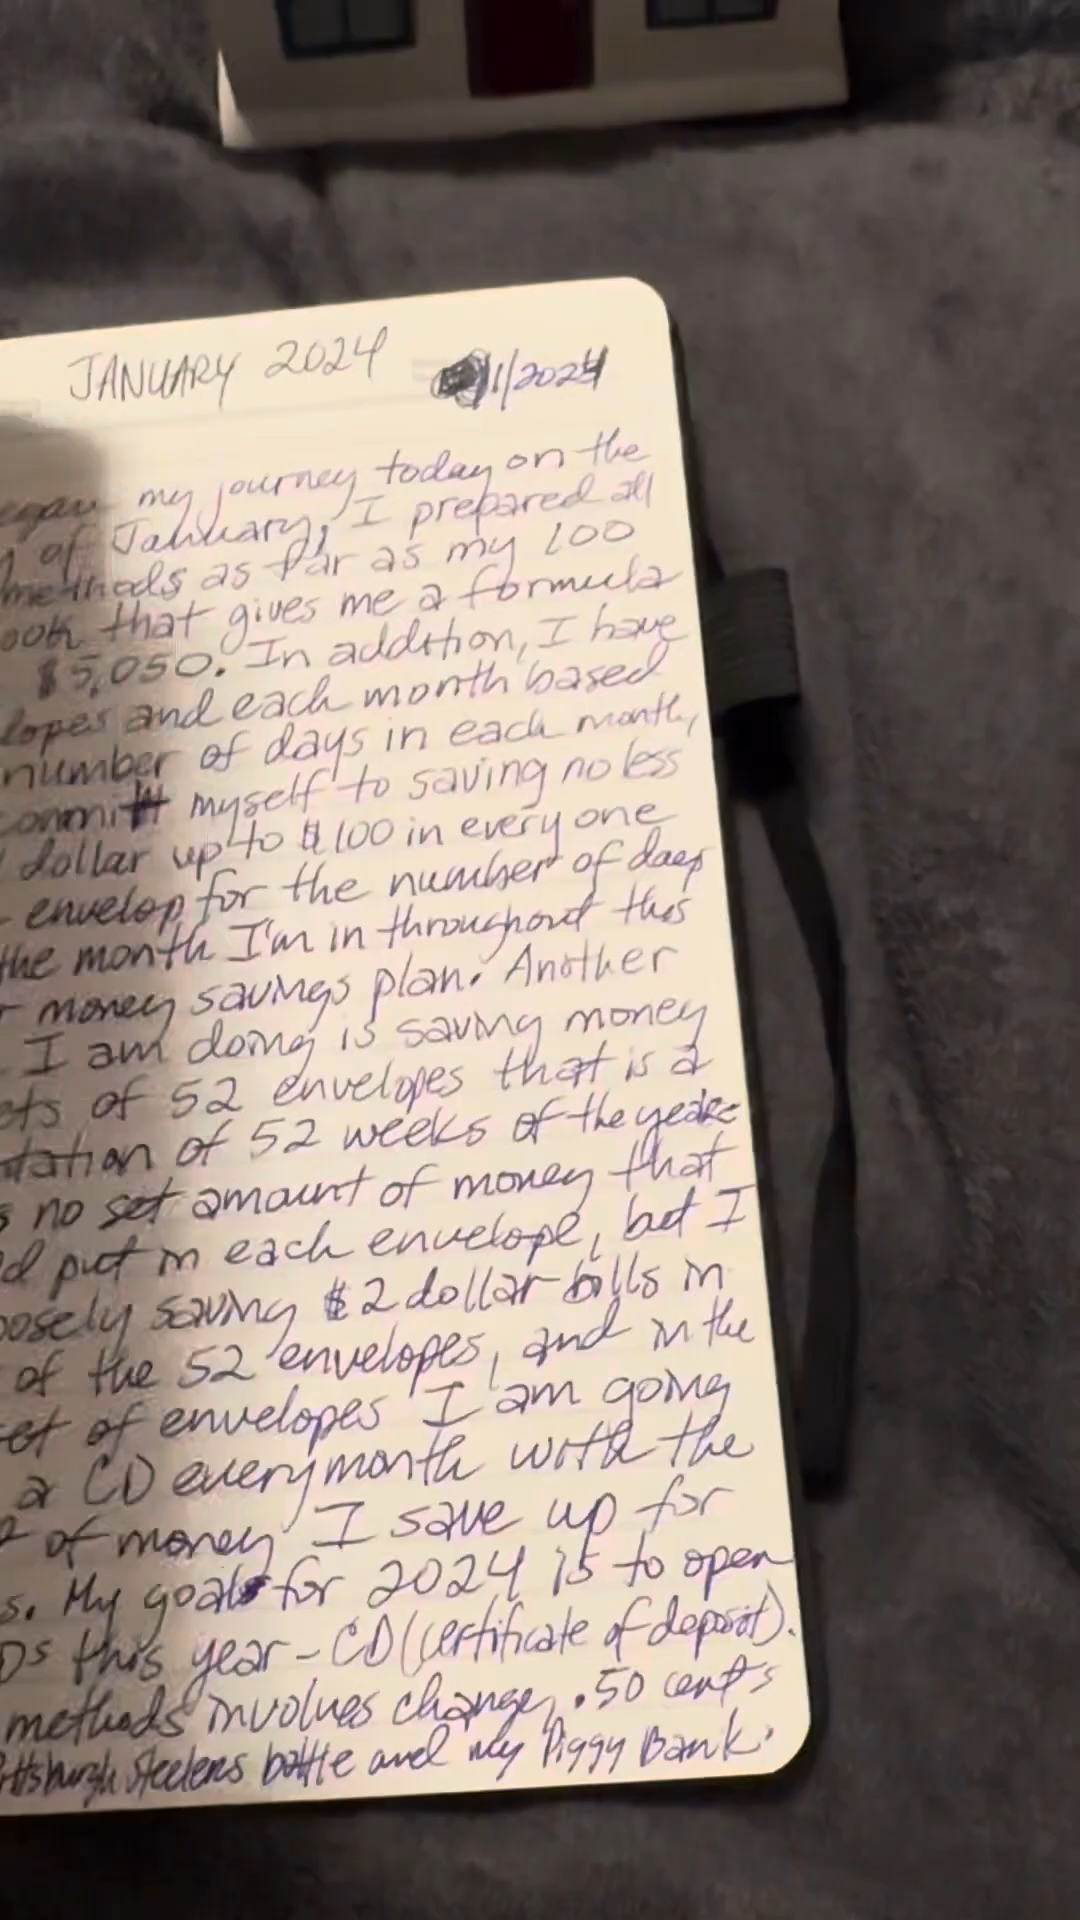 JANUARY 2024 1/2024
my journey today on the
of January, I prepared all
methods as far as my 100
that gives me a formula
$5,050. In addition, I have
and each month based
number of days in each month,
commit myself to saving no less
dollar up to $100 in every one
envelop for the number of days
the month I'm in throughout this
money savings plan. Another
I am doing is saving money
of 52 envelopes that is a
of 52 weeks of the year.
no set amount of money that
put in each envelope, but I
saving $2 dollar bills in
of the 52 envelopes, and in the
of envelopes I am going
a CD every month with the
of money I save up for
My goal for 2024 is to open
this year - CD (certificate of deposit).
methods involves change, .50 cents
Steelers bottle and my Piggy Bank.